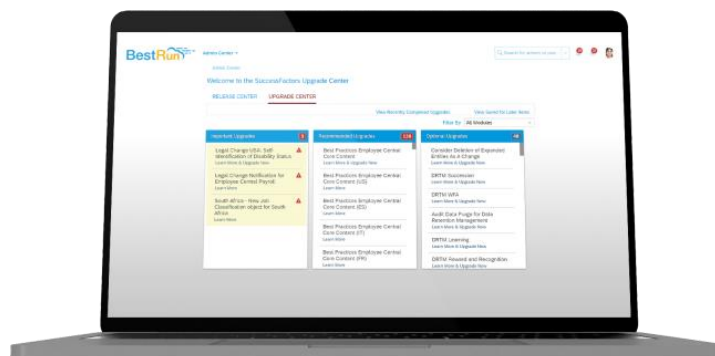 BestRun
Admin Center
Search for actions or peo
Admin Center
Welcome to the SuccessFactors Upgrade Center
RELEASE CENTER UPGRADE CENTER
View Recently Completed Upgrades View Saved for Later Items
Filter By All Modules
Important Upgrades
Legal Change USA: Self-
Identification of Disability Status
Learn More & Upgrade Now
Legal Change Notification for
Employee Central Payroll
Learn More
South Africa - New Job
Classification object for South
Africa
Learn More
Recommended Upgrades
Best Practices Employee Central
Core Content
Learn More & Upgrade Now
Best Practices Employee Central
Core Content (US)
Learn More
Best Practices Employee Central
Core Content (ES)
Learn More
Best Practices Employee Central
Core Content (IT)
Learn More
Best Practices Employee Central
Core Content (FR)
Learn More
Optional Upgrades
Consider Deletion of Expanded
Entities As A Change
Learn More & Upgrade Now
DRTM Succession
Learn More & Upgrade Now
DRTM WFA
Learn More & Upgrade Now
Audit Data Purge for Data
Retention Management
Learn More & Upgrade Now
DRTM Learning
Learn More & Upgrade Now
DRTM Reward and Recognition
Learn More & Upgrade Now